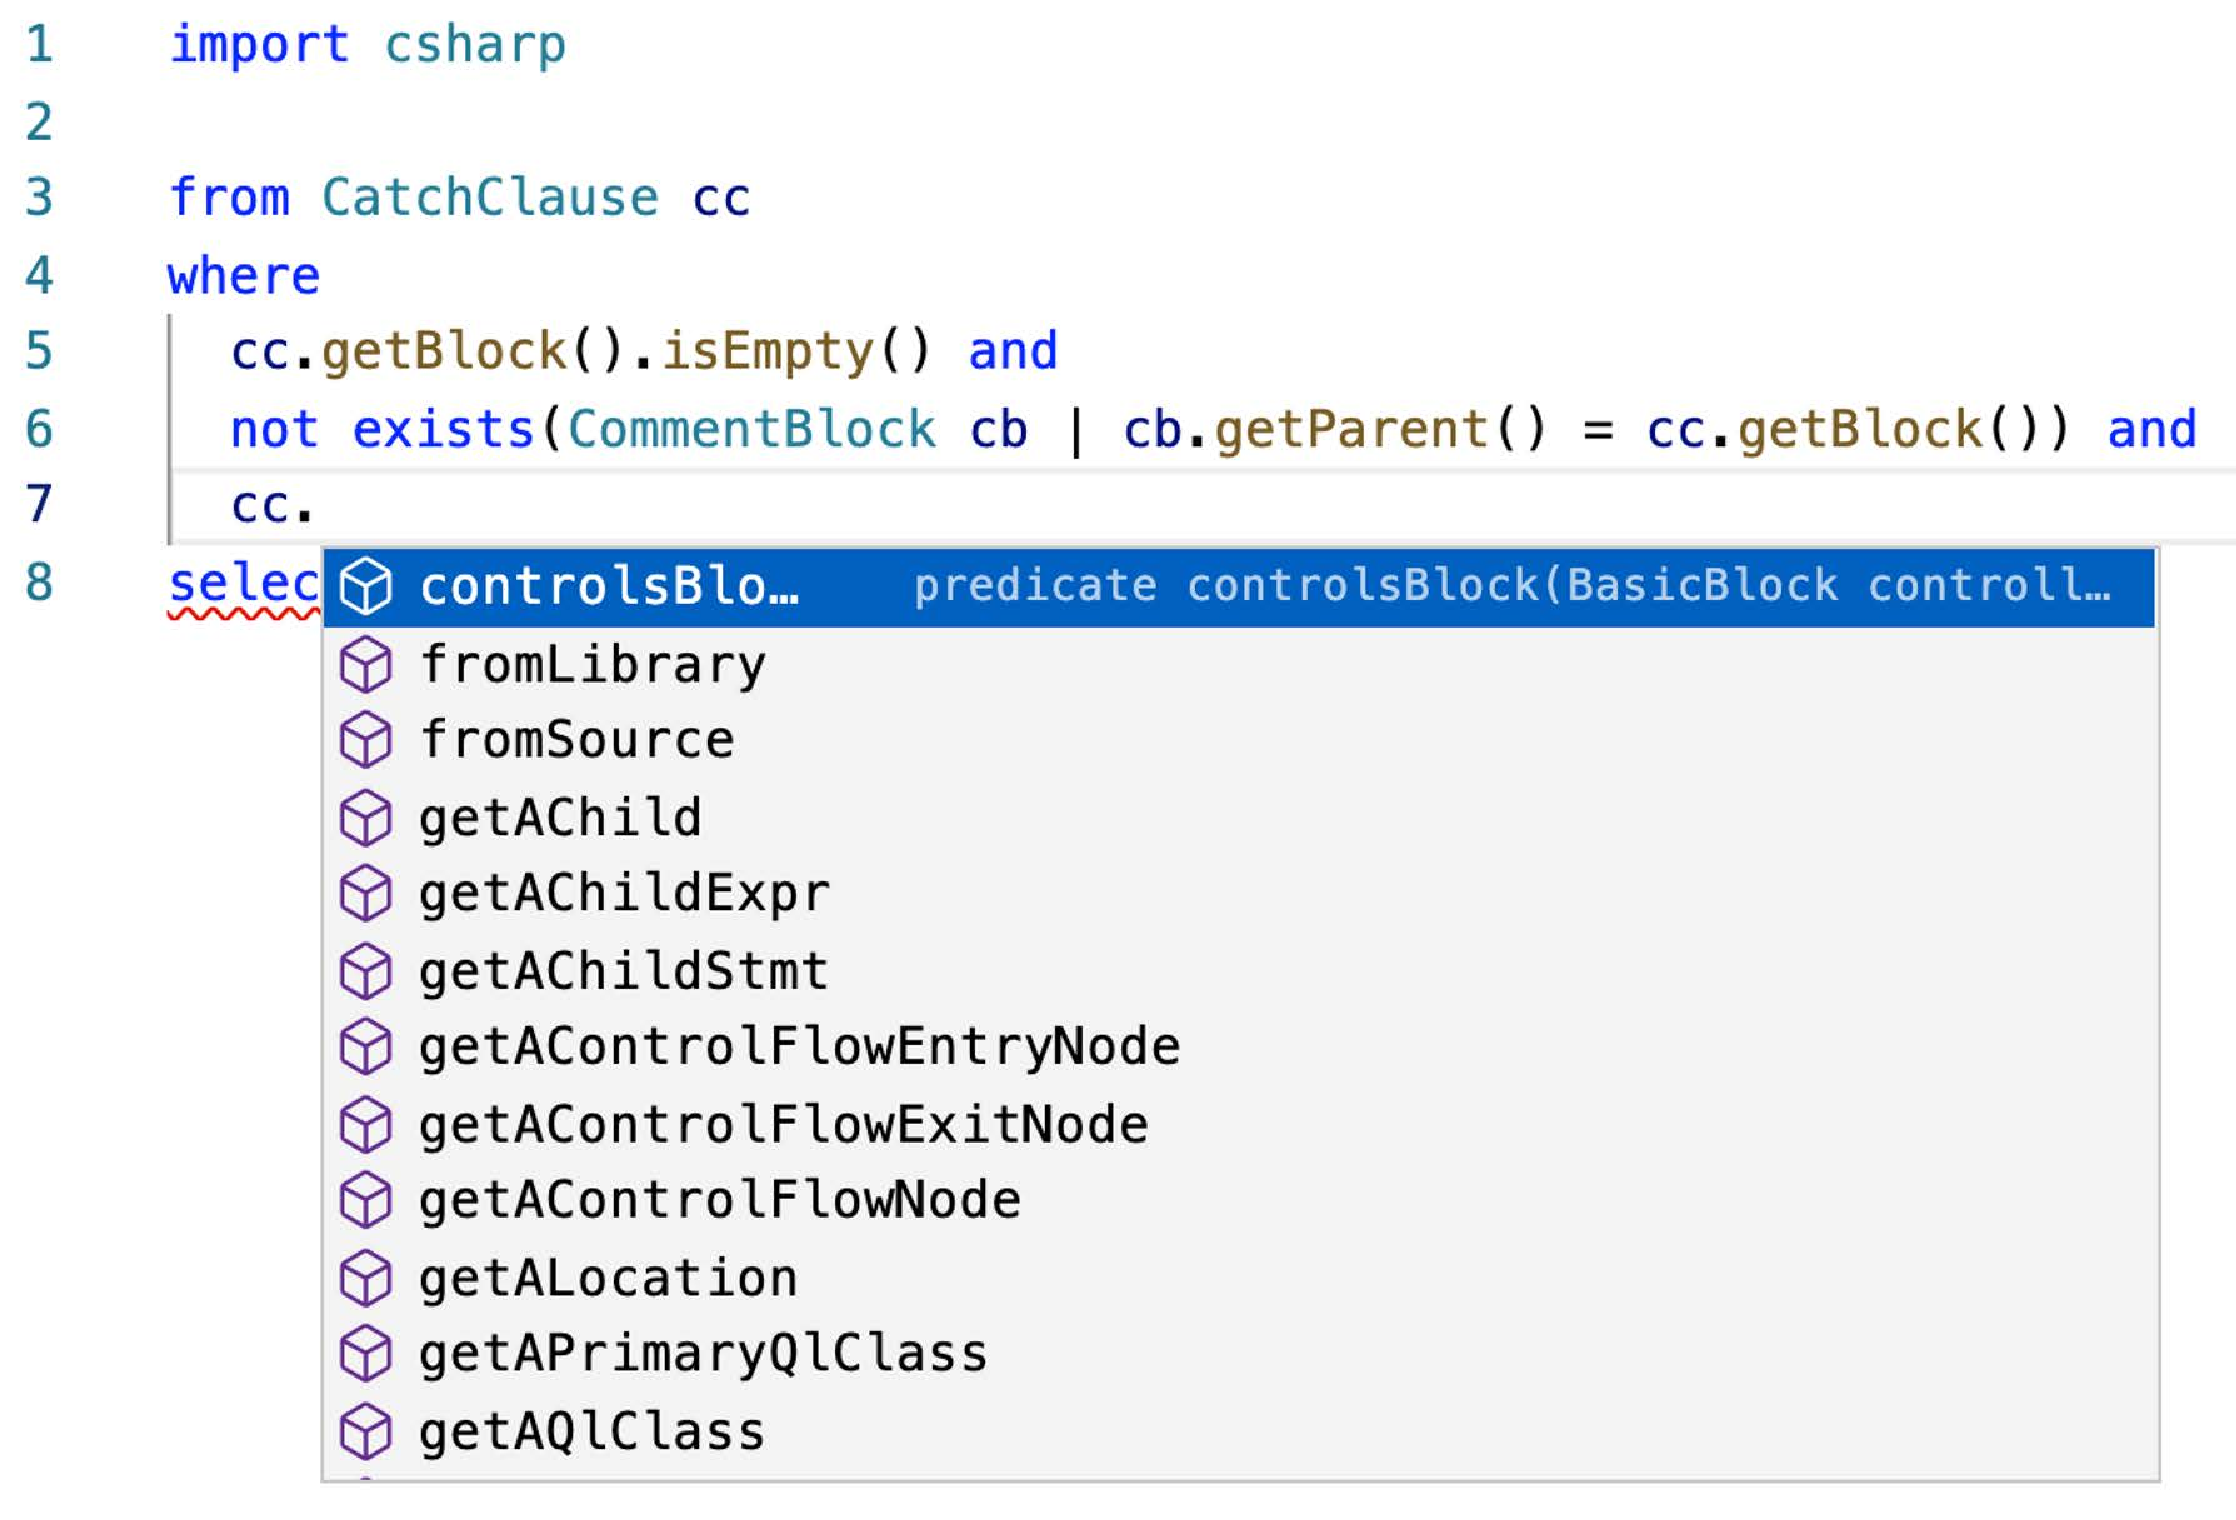 1 import csharp
2
3 from CatchClause cc
4 where
5 cc.getBlock().isEmpty() and
6 not exists(CommentBlock cb | cb.getParent() = cc.getBlock()) and
7 cc.
8 selec
controlsBlo… predicate controlsBlock(BasicBlock controll…
fromLibrary
fromSource
getAChild
getAChildExpr
getAChildStmt
getAControlFlowEntryNode
getAControlFlowExitNode
getAControlFlowNode
getALocation
getAPrimaryQlClass
getAQlClass